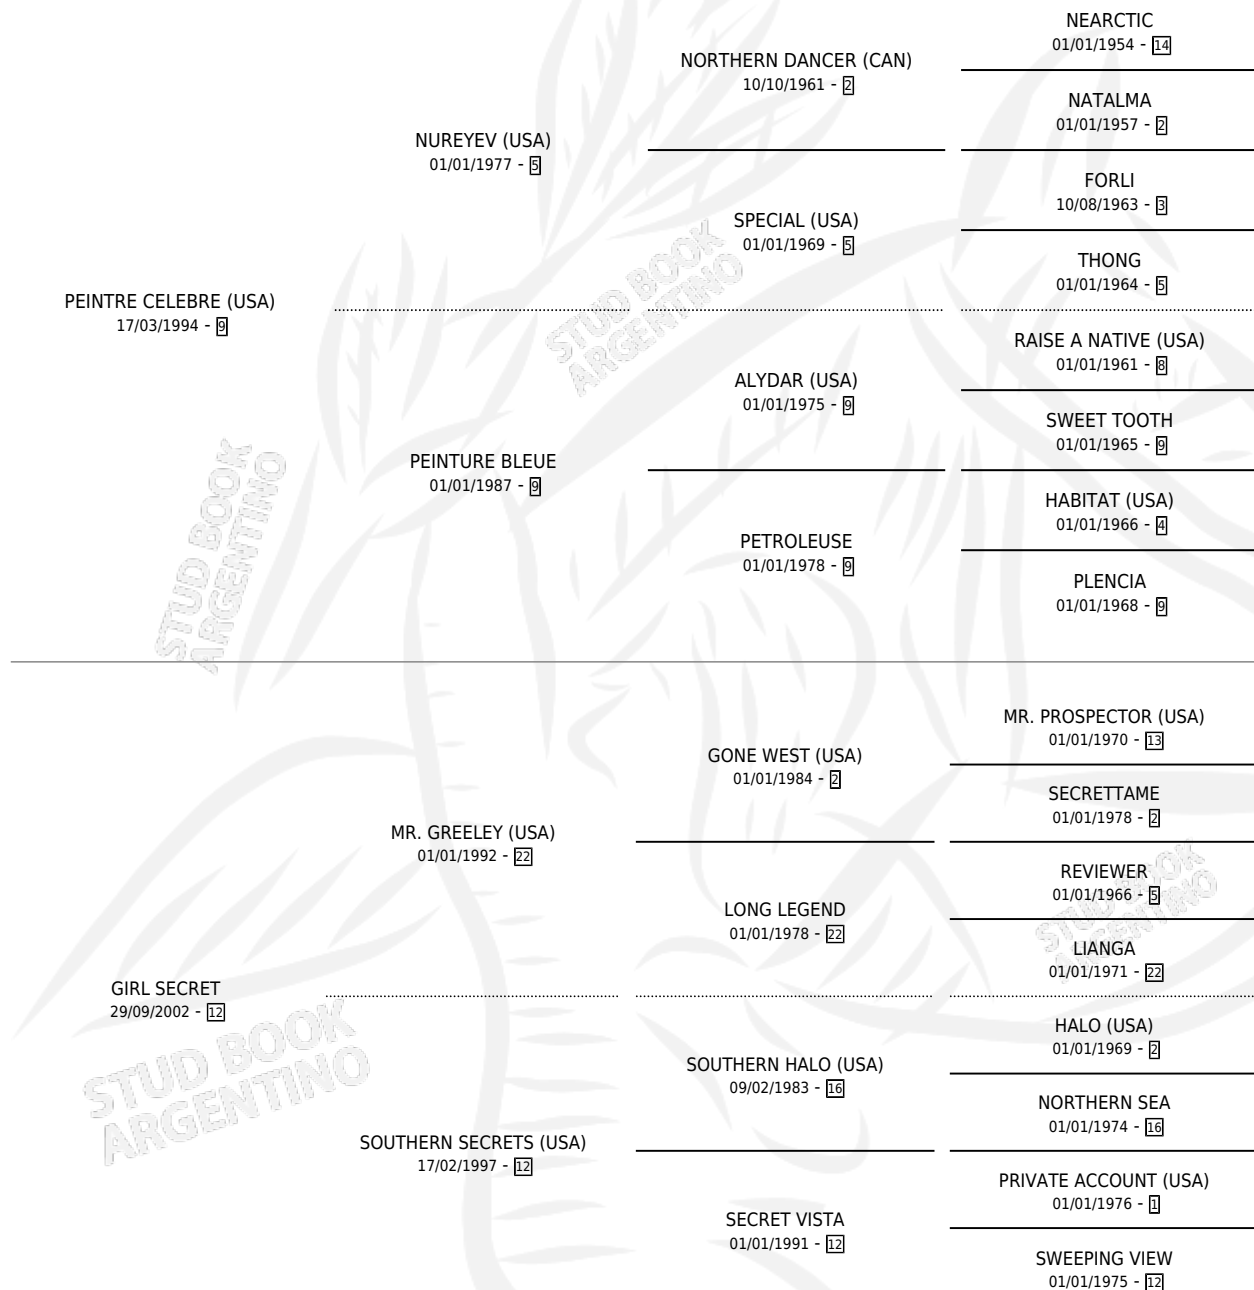 NEARCTIC
01/01/1954 - 14
NORTHERN DANCER (CAN)
10/10/1961 - 2
NATALMA
01/01/1957 - 2
NUREYEV (USA)
01/01/1977 - 5
FORLI
10/08/1963 - 3
SPECIAL (USA)
01/01/1969 - 5
THONG
01/01/1964 - 5
PEINTRE CELEBRE (USA)
17/03/1994 - 9
STUD BOOK
ARGENTINO
RAISE A NATIVE (USA)
01/01/1961 - 8
ALYDAR (USA)
01/01/1975 - 9
SWEET TOOTH
01/01/1965 - 9
PEINTURE BLEUE
01/01/1987 - 9
HABITAT (USA)
01/01/1966 - 4
PETROLEUSE
01/01/1978 - 9
PLENCIA
01/01/1968 - 9
STUD BOOK
ARGENTINO
MR. PROSPECTOR (USA)
01/01/1970 - 13
GONE WEST (USA)
01/01/1984 - 2
SECRETTAME
01/01/1978 - 2
MR. GREELEY (USA)
01/01/1992 - 22
REVIEWER
01/01/1966 - 5
LONG LEGEND
01/01/1978 - 22
LIANGA
01/01/1971 - 22
STUD BOOK
ARGENTINO
GIRL SECRET
29/09/2002 - 12
HALO (USA)
01/01/1969 - 2
SOUTHERN HALO (USA)
09/02/1983 - 16
NORTHERN SEA
01/01/1974 - 16
STUD BOOK
ARGENTINO
SOUTHERN SECRETS (USA)
17/02/1997 - 12
PRIVATE ACCOUNT (USA)
01/01/1976 - 1
SECRET VISTA
01/01/1991 - 12
SWEEPING VIEW
01/01/1975 - 12